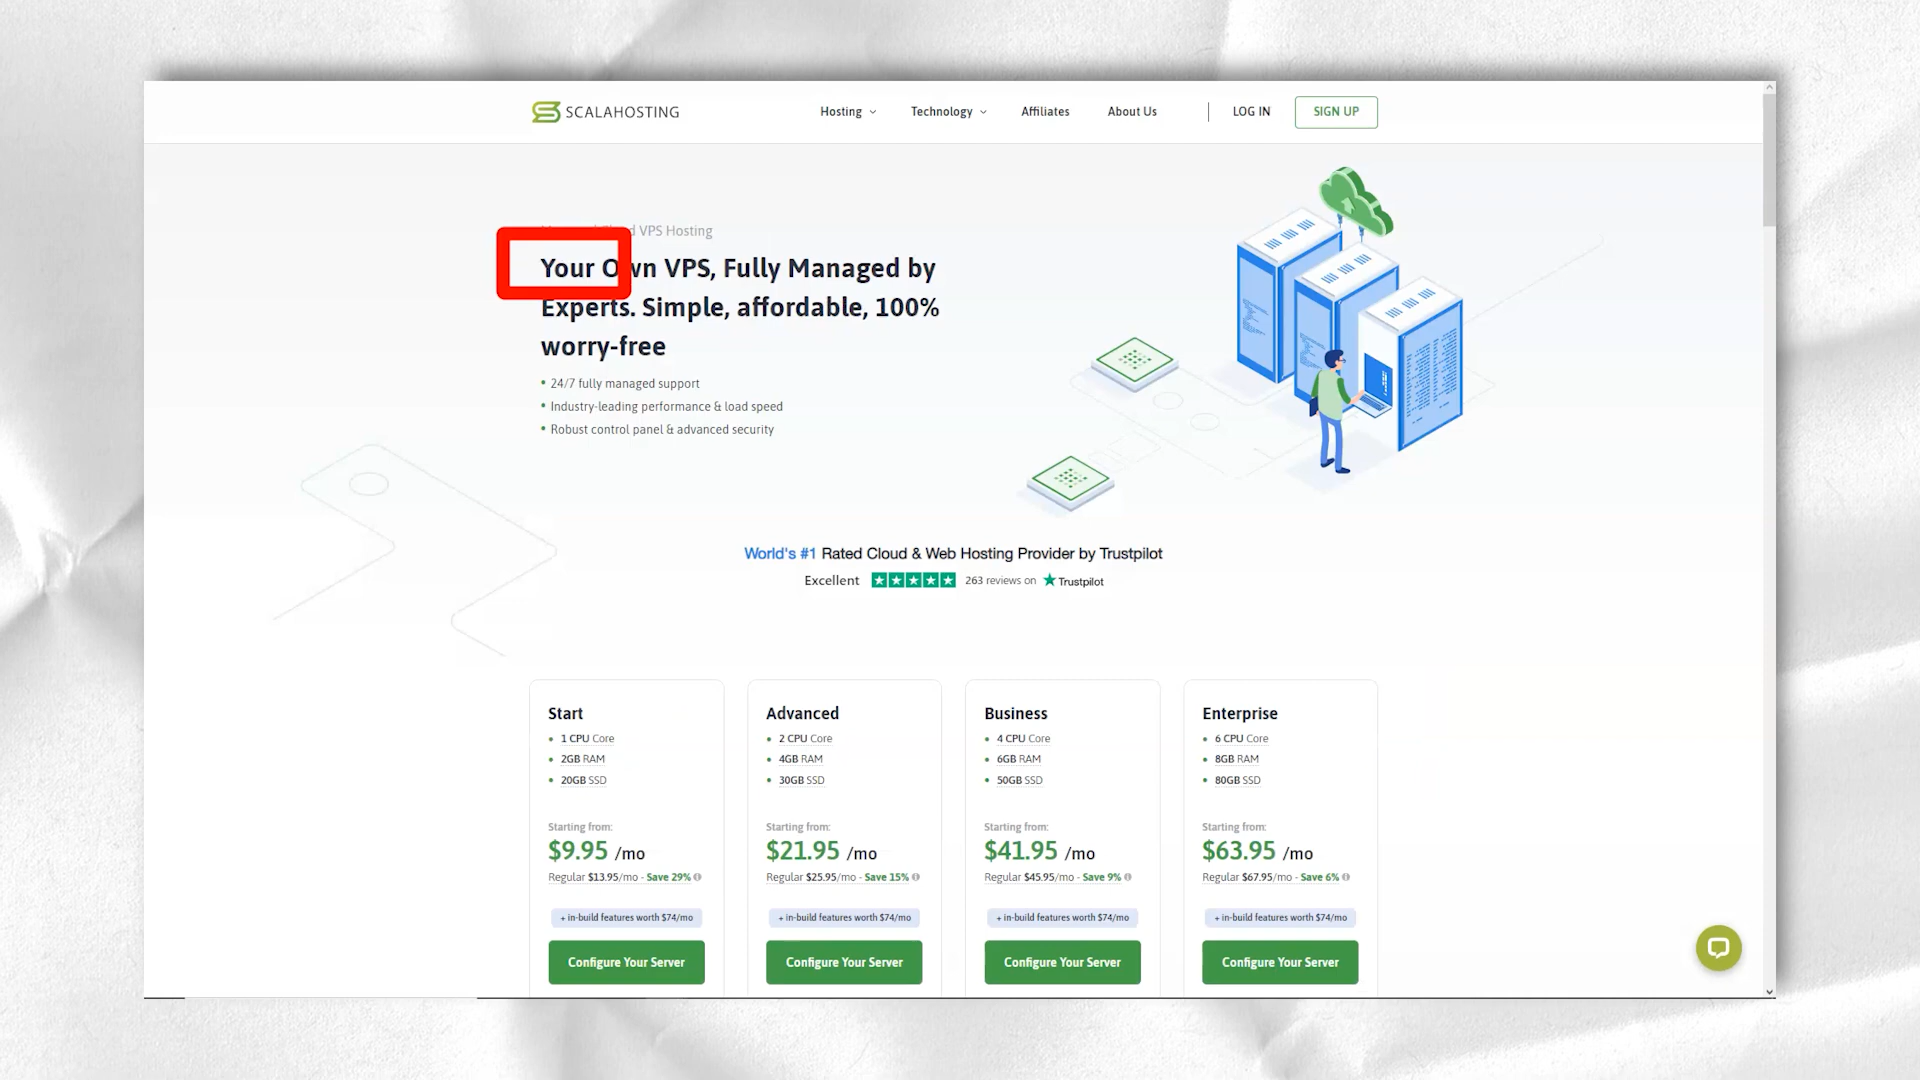 SCALAHOSTING
Hosting
Technology
Affiliates
About Us
LOG IN
SIGN UP
VPS Hosting
Your Own VPS, Fully Managed by
Experts. Simple, affordable, 100%
worry-free
• 24/7 fully managed support
• Industry-leading performance & load speed
• Robust control panel & advanced security
World's #1 Rated Cloud & Web Hosting Provider by Trustpilot
Excellent 263 reviews on Trustpilot
Start
• 1 CPU Core
• 2GB RAM
• 20GB SSD
Starting from:
$9.95 /mo
Regular $13.95/mo - Save 29%
+ in-build features worth $74/mo
Configure Your Server
Advanced
• 2 CPU Core
• 4GB RAM
• 30GB SSD
Starting from:
$21.95 /mo
Regular $25.95/mo - Save 15%
+ in-build features worth $74/mo
Configure Your Server
Business
• 4 CPU Core
• 6GB RAM
• 50GB SSD
Starting from:
$41.95 /mo
Regular $45.95/mo - Save 9%
+ in-build features worth $74/mo
Configure Your Server
Enterprise
• 6 CPU Core
• 8GB RAM
• 80GB SSD
Starting from:
$63.95 /mo
Regular $67.95/mo - Save 6%
+ in-build features worth $74/mo
Configure Your Server